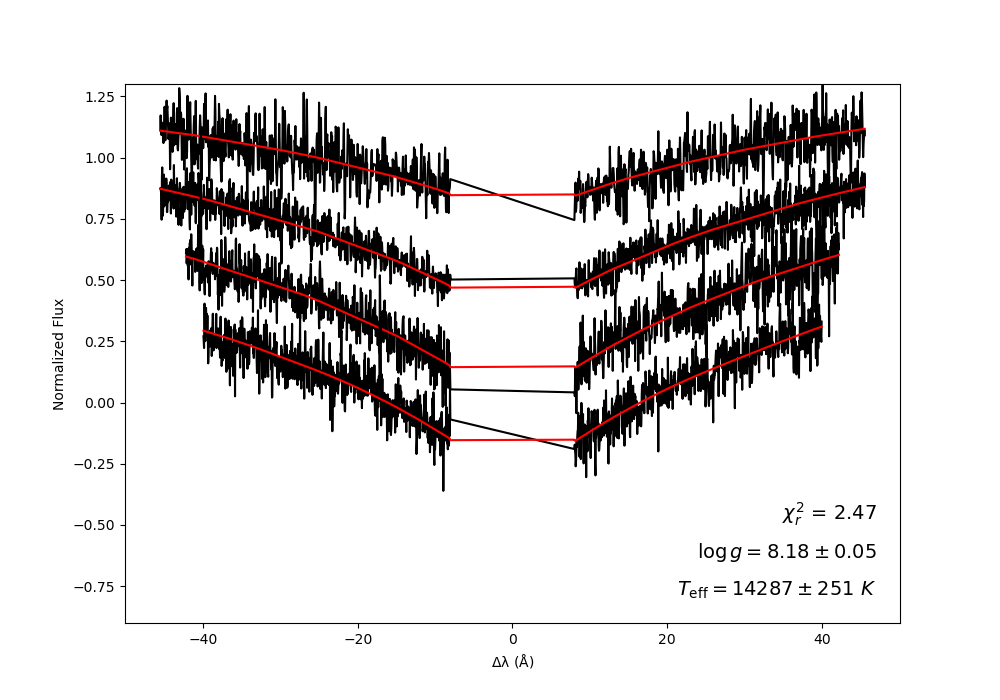 1.25
1.00
0.75
0.50
0.25
0.00
−0.25
−0.50
−0.75
Normalized Flux
χ²ᵣ = 2.47
log g = 8.18 ± 0.05
T_eff = 14287 ± 251 K
−40
−20
0
20
40
Δλ (Å)